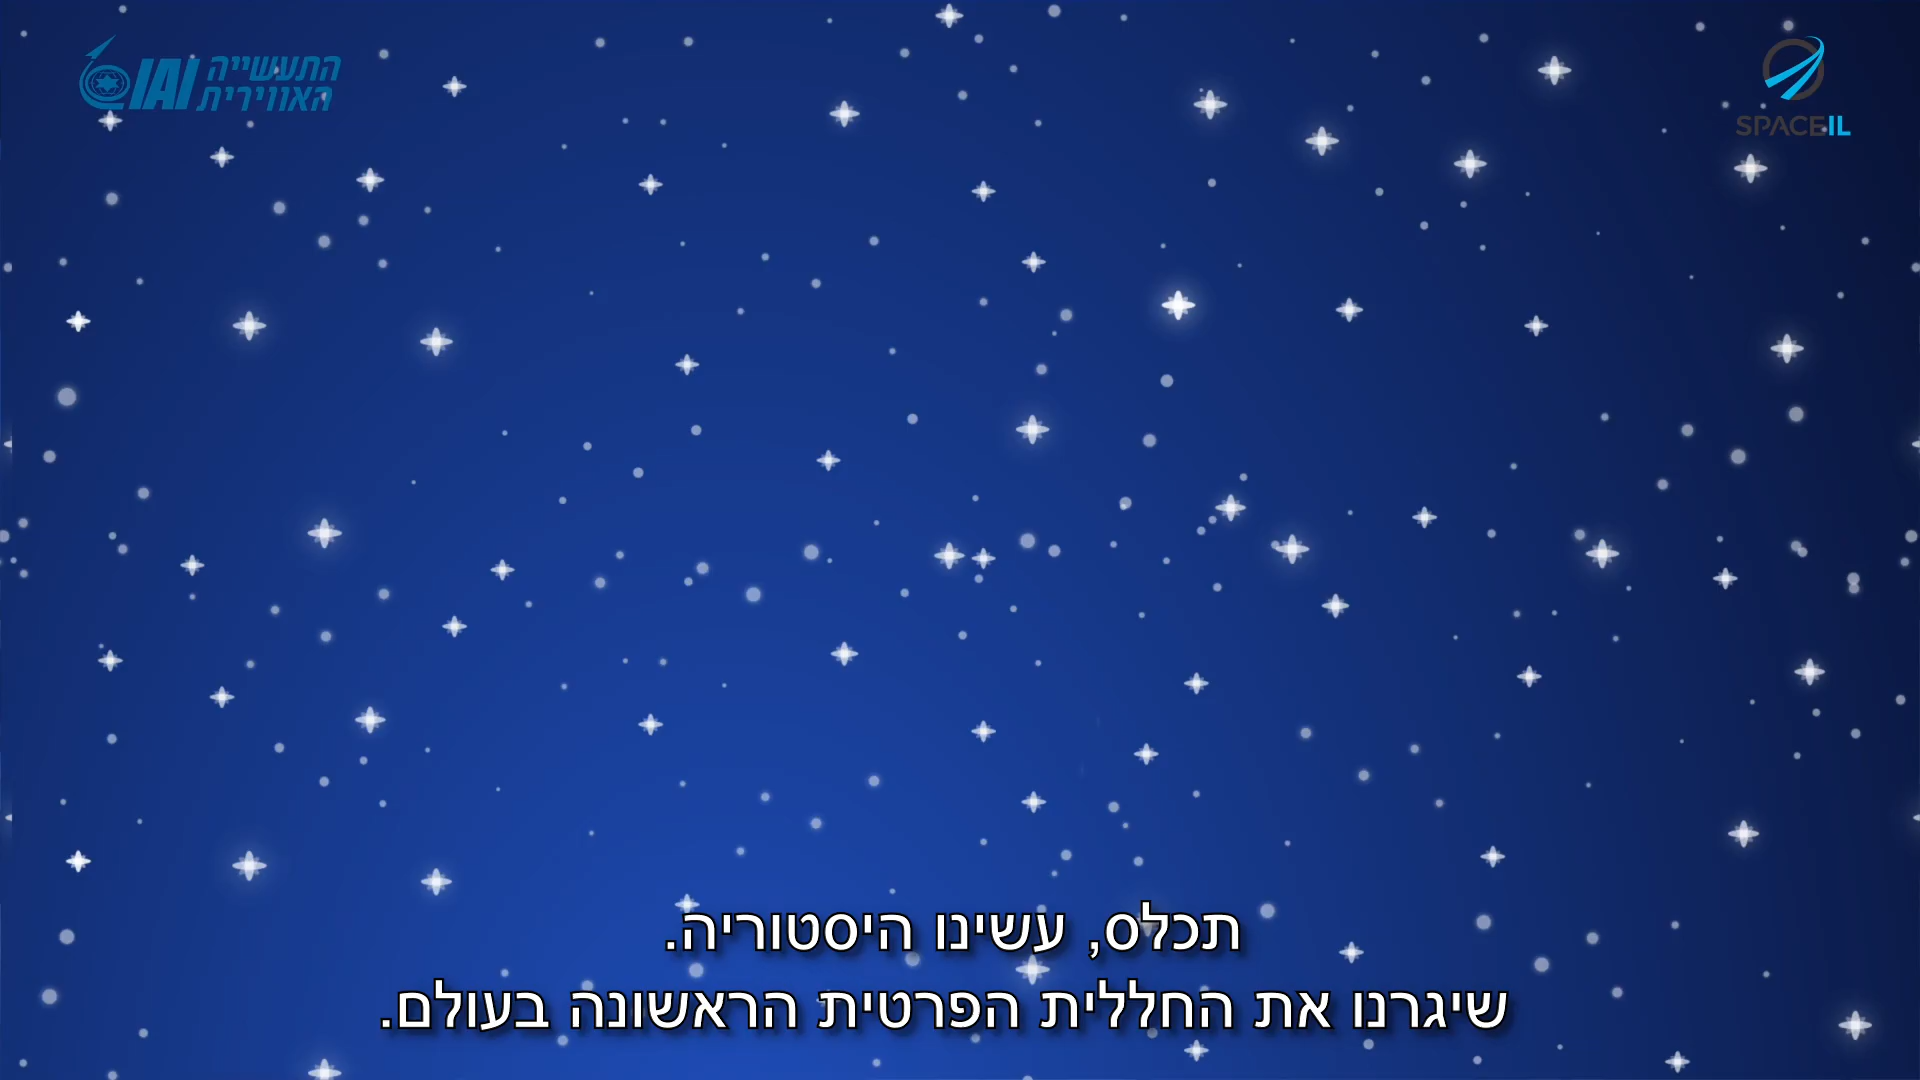 IAI התעשייה
האווירית
SPACEIL
תכלס, עשינו היסטוריה.
שיגרנו את החללית הפרטית הראשונה בעולם.